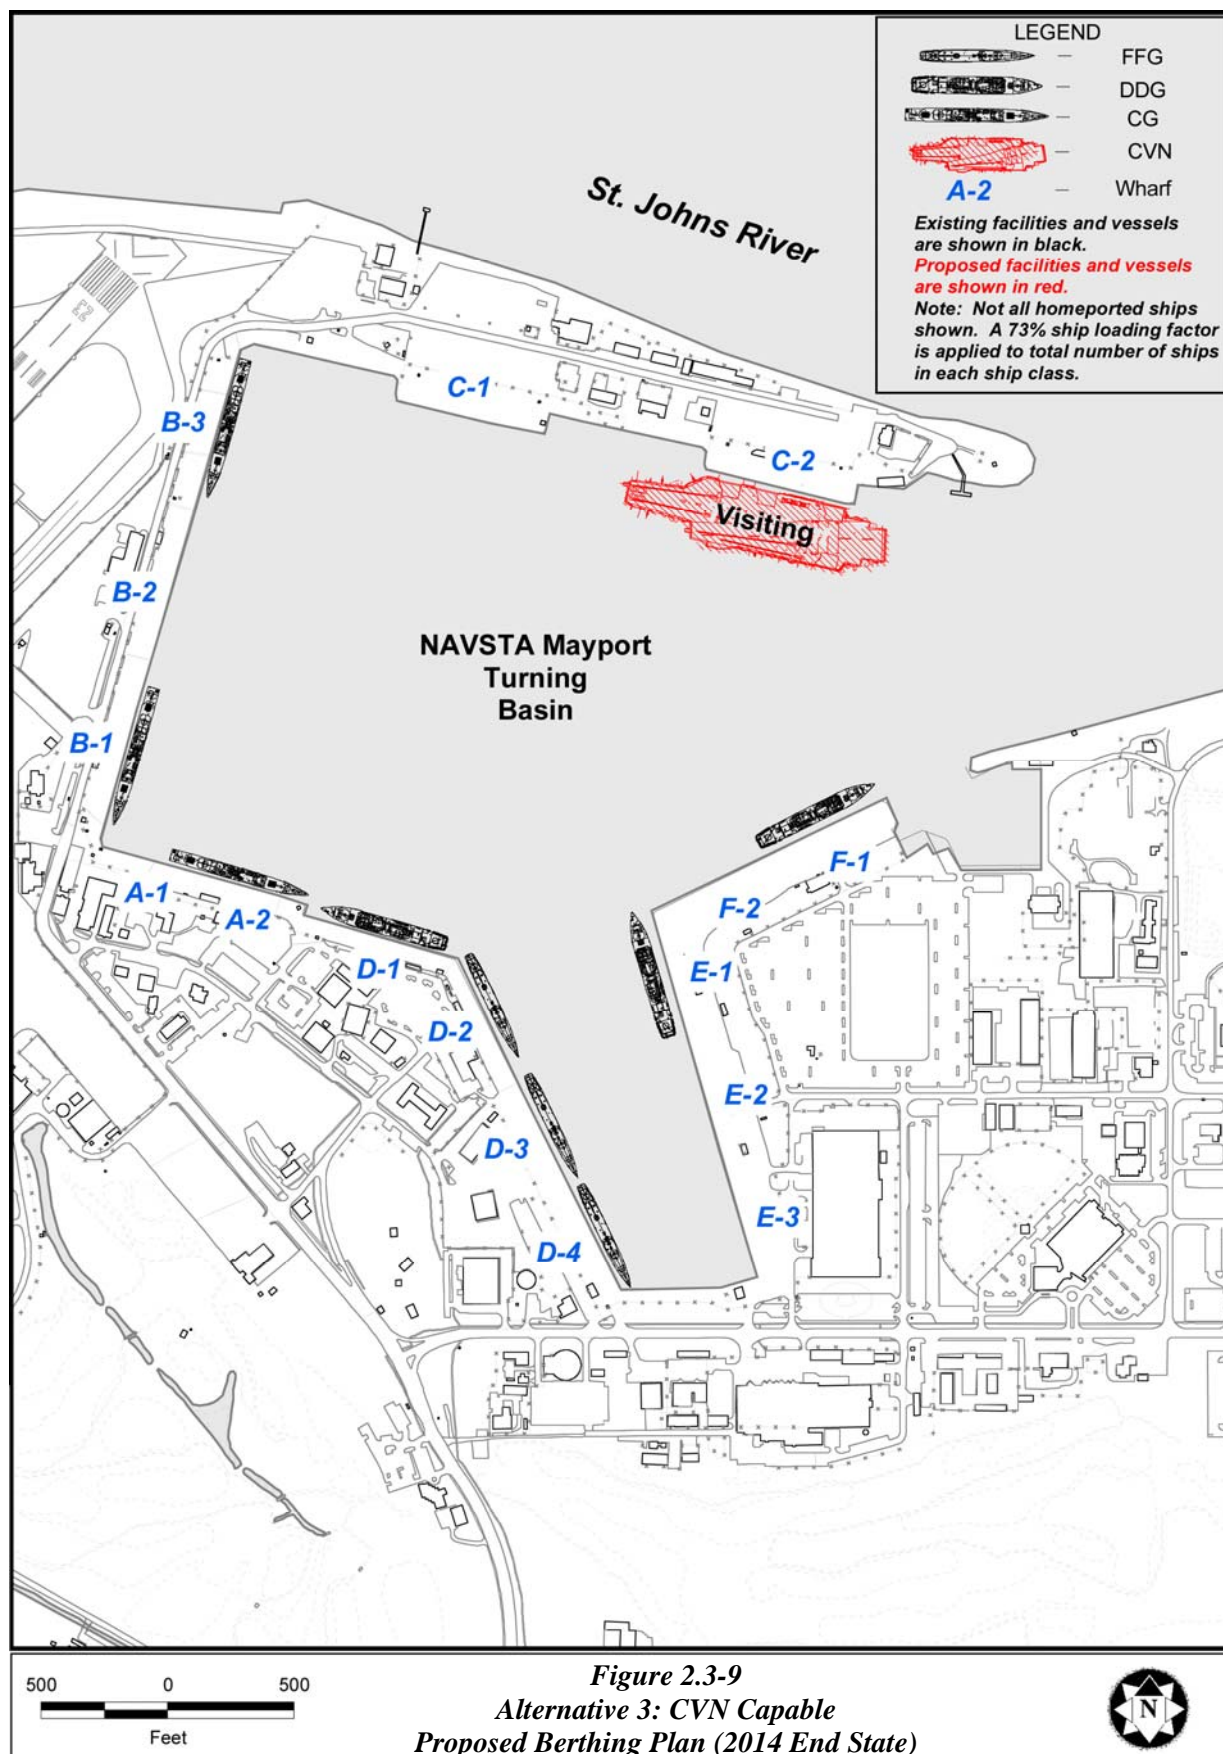 LEGEND
FFG
DDG
CG
CVN
A-2 Wharf
Existing facilities and vessels
are shown in black.
Proposed facilities and vessels
are shown in red.
Note: Not all homeported ships
shown. A 73% ship loading factor
is applied to total number of ships
in each ship class.
St. Johns River
23
C-1
B-3
C-2
Visiting
B-2
NAVSTA Mayport
Turning
Basin
B-1
F-1
A-1
A-2
F-2
D-1
E-1
D-2
E-2
D-3
E-3
D-4
500 0 500
Feet
Figure 2.3-9
Alternative 3: CVN Capable
Proposed Berthing Plan (2014 End State)
N